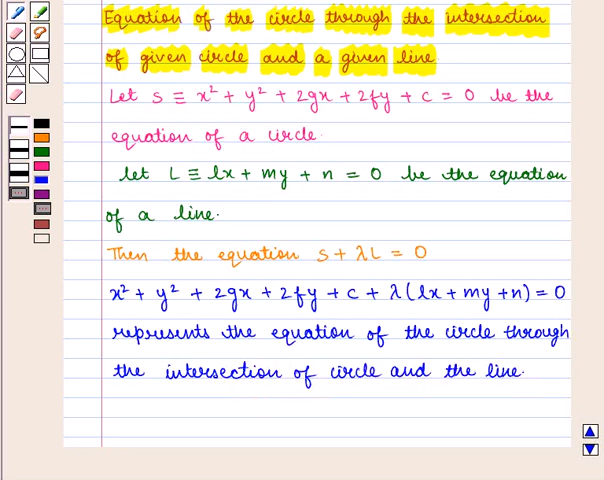 Equation of the circle through the intersection
of given circle and a given line
Let S ≡ x² + y² + 2gx + 2fy + c = 0 be the
equation of a circle.
let L ≡ lx + my + n = 0 be the equation
of a line.
Then the equation S + λL = 0
x² + y² + 2gx + 2fy + c + λ(lx + my + n) = 0
represents the equation of the circle through
the intersection of circle and the line.